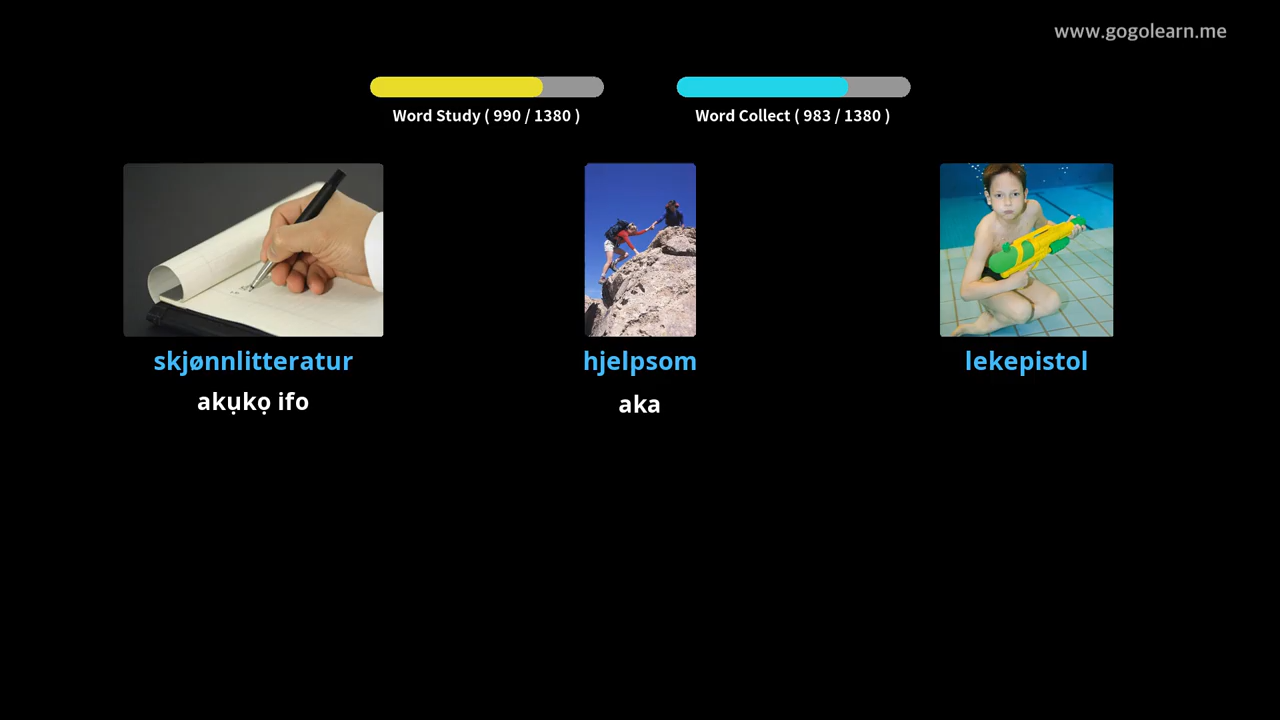 www.gogolearn.me
Word Study ( 990 / 1380 )
Word Collect ( 983 / 1380 )
skjønnlitteratur
hjelpsom
lekepistol
akụkọ ifo
aka